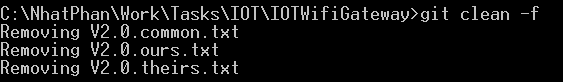 C:\NhatPhan\Work\Tasks\IOT\IOTWifiGateway>git clean -f
Removing V2.0.common.txt
Removing V2.0.ours.txt
Removing V2.0.theirs.txt